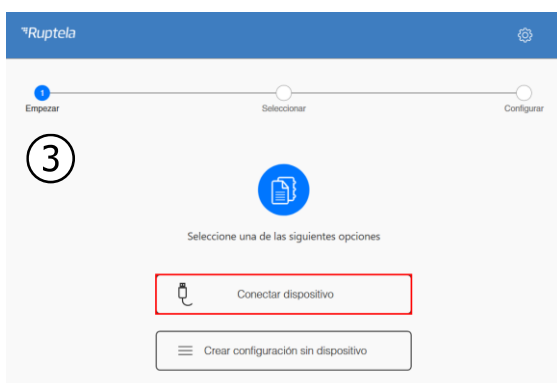 Ruptela
1
Empezar
Seleccionar
Configurar
3
Seleccione una de las siguientes opciones
Conectar dispositivo
Crear configuración sin dispositivo